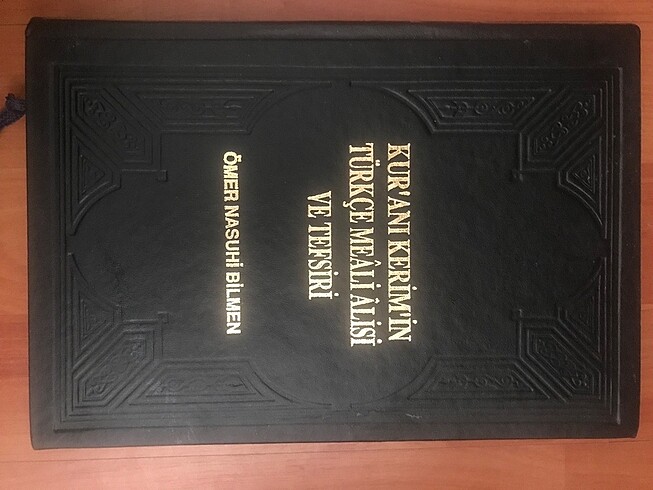 KUR'ANI KERİM'İN
TÜRKÇE MEÂLİ ÂLİSİ
VE TEFSİRİ
ÖMER NASUHİ BİLMEN